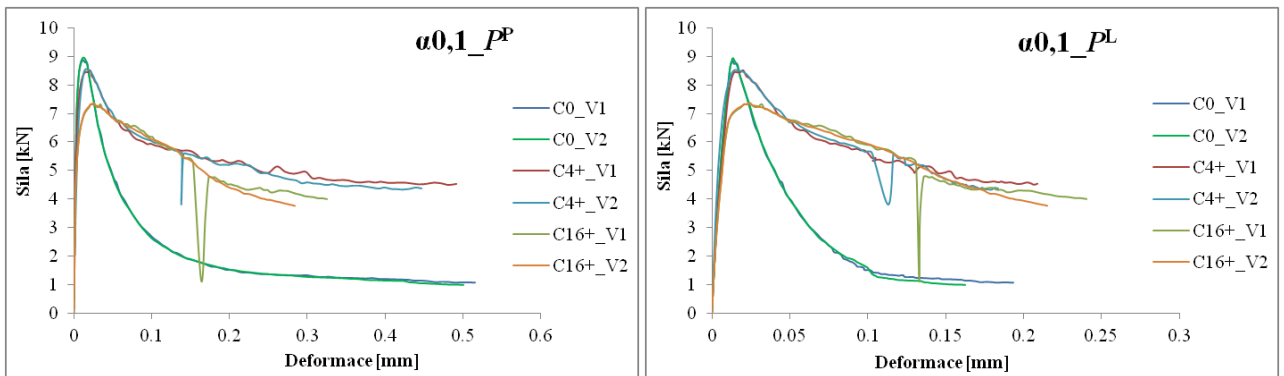 α0,1_Pᴾ
Síla [kN]
10
9
8
7
6
5
4
3
2
1
0
0
0.1
0.2
0.3
0.4
0.5
0.6
Deformace [mm]
C0_V1
C0_V2
C4+_V1
C4+_V2
C16+_V1
C16+_V2
α0,1_Pᴸ
Síla [kN]
10
9
8
7
6
5
4
3
2
1
0
0
0.05
0.1
0.15
0.2
0.25
0.3
Deformace [mm]
C0_V1
C0_V2
C4+_V1
C4+_V2
C16+_V1
C16+_V2